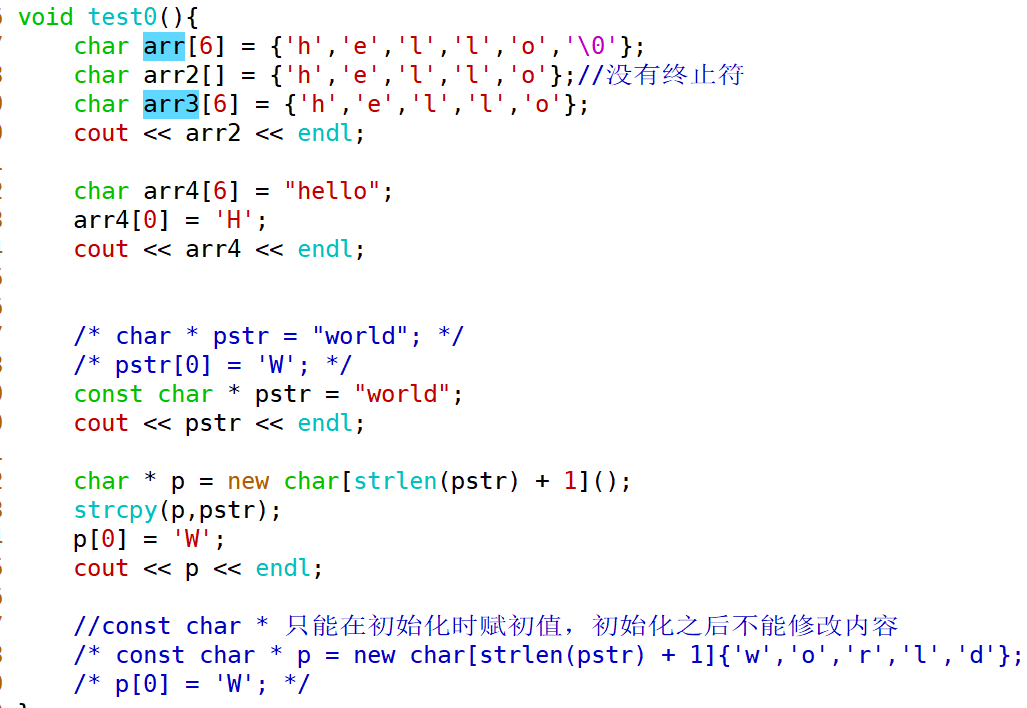 void test0(){
    char arr[6] = {'h','e','l','l','o','\0'};
    char arr2[] = {'h','e','l','l','o'};//没有终止符
    char arr3[6] = {'h','e','l','l','o'};
    cout << arr2 << endl;
    char arr4[6] = "hello";
    arr4[0] = 'H';
    cout << arr4 << endl;
    /* char * pstr = "world"; */
    /* pstr[0] = 'W'; */
    const char * pstr = "world";
    cout << pstr << endl;
    char * p = new char[strlen(pstr) + 1]();
    strcpy(p,pstr);
    p[0] = 'W';
    cout << p << endl;
    //const char * 只能在初始化时赋初值，初始化之后不能修改内容
    /* const char * p = new char[strlen(pstr) + 1]{'w','o','r','l','d'};
    /* p[0] = 'W'; */